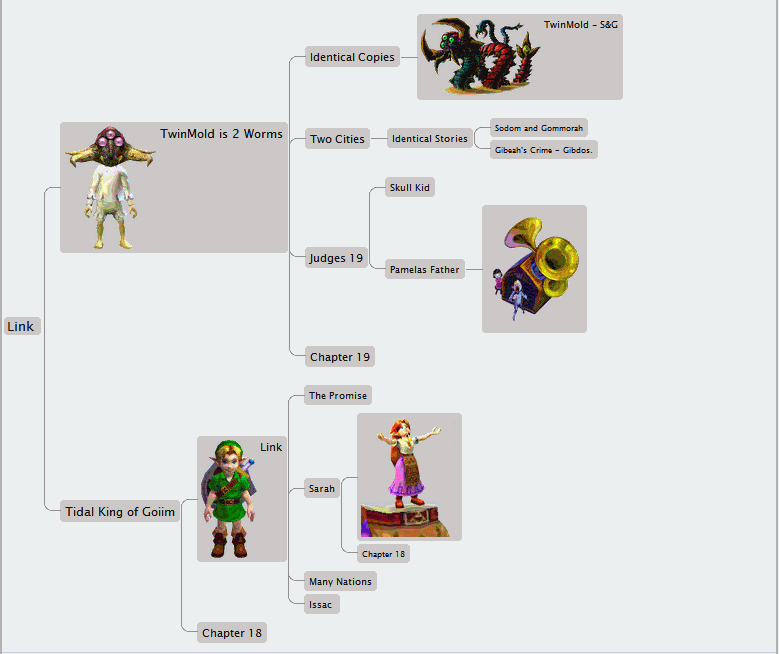 TwinMold - S&G
Identical Copies
TwinMold is 2 Worms
Two Cities
Identical Stories
Sodom and Gommorah
Gibeah's Crime - Gibdos.
Skull Kid
Judges 19
Pamelas Father
Link
Chapter 19
The Promise
Link
Sarah
Tidal King of Goiim
Chapter 18
Many Nations
Issac
Chapter 18